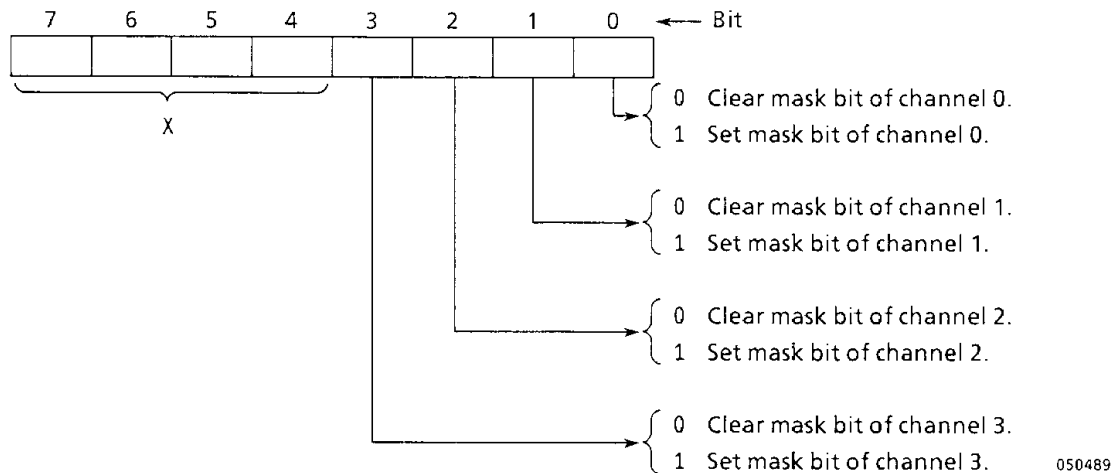 7 6 5 4 3 2 1 0 ← Bit
X
0 Clear mask bit of channel 0.
1 Set mask bit of channel 0.
0 Clear mask bit of channel 1.
1 Set mask bit of channel 1.
0 Clear mask bit of channel 2.
1 Set mask bit of channel 2.
0 Clear mask bit of channel 3.
1 Set mask bit of channel 3.
050489